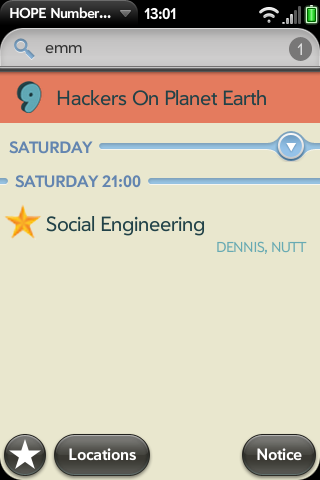 HOPE Number... 13:01
emm 1
9 Hackers On Planet Earth
SATURDAY
SATURDAY 21:00
Social Engineering
DENNIS, NUTT
Locations Notice